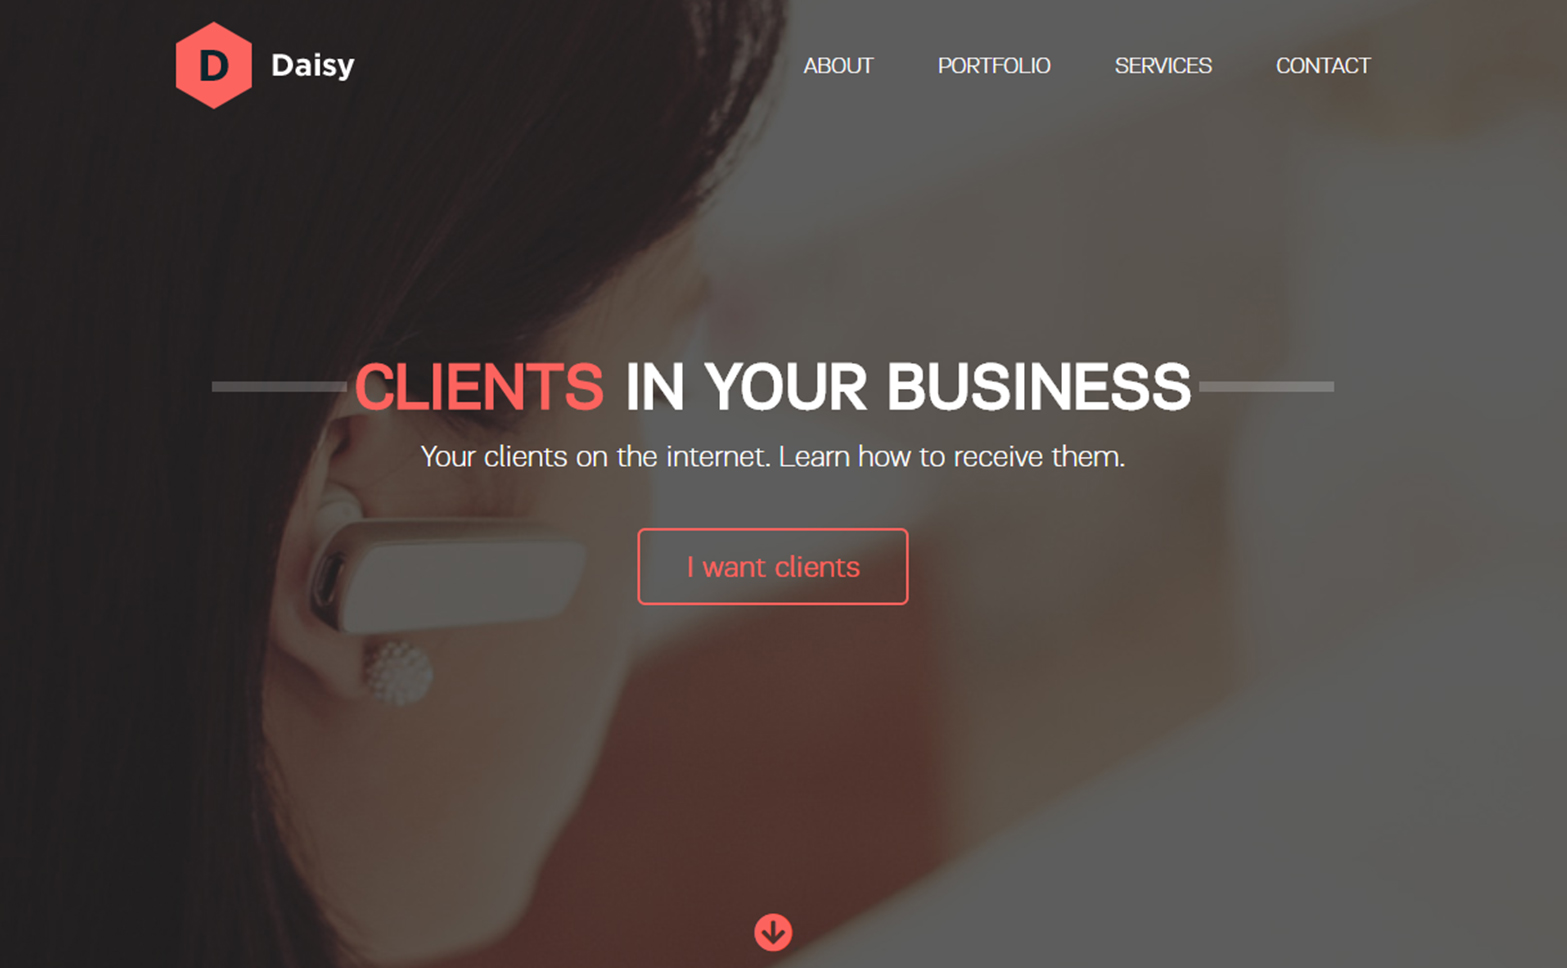 D Daisy
ABOUT PORTFOLIO SERVICES CONTACT
CLIENTS IN YOUR BUSINESS
Your clients on the internet. Learn how to receive them.
I want clients